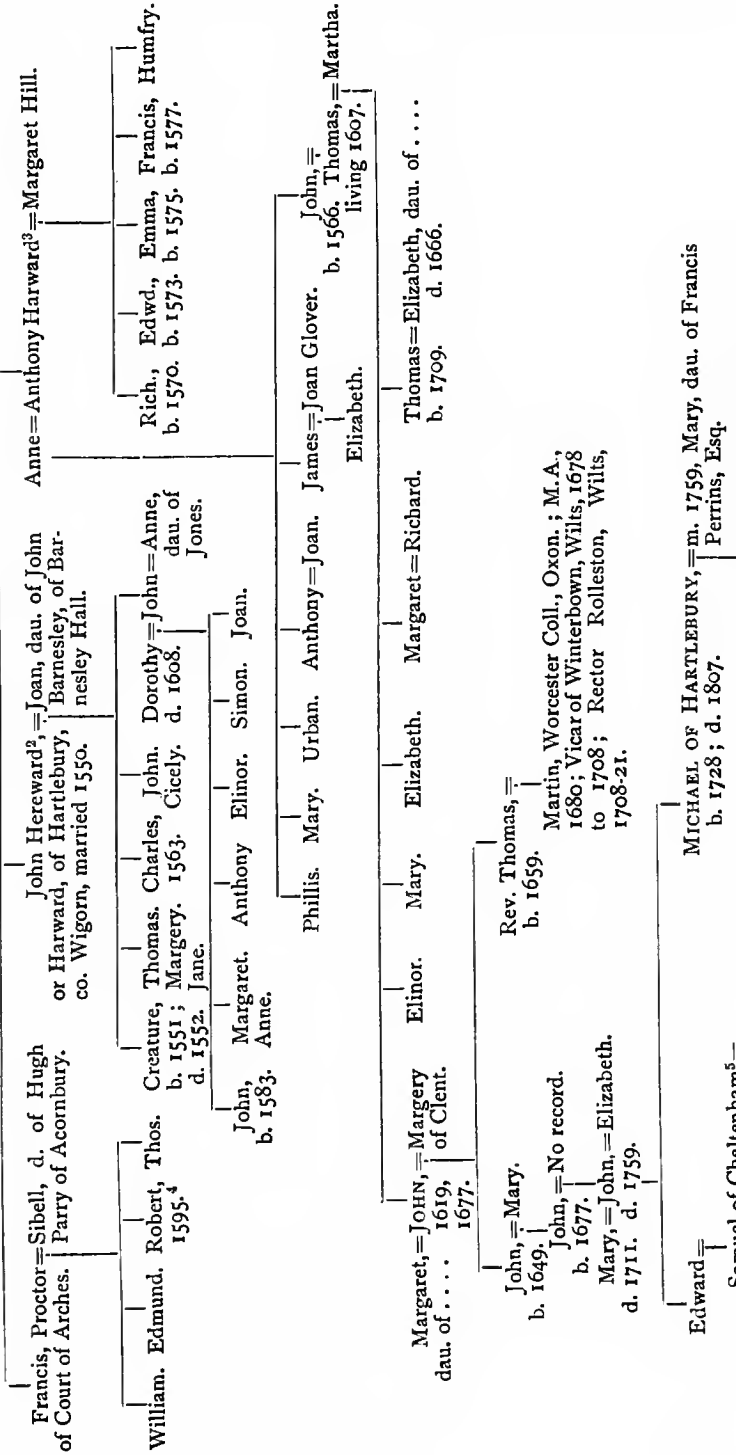 Francis, Proctor=Sibell, d. of Hugh
of Court of Arches. Parry of Acornbury.
John Hereward²,=Joan, dau. of John
or Harward, of Hartlebury, Barnesley, of Bar-
co. Wigorn, married 1550. nesley Hall.
Anne=Anthony Harward³=Margaret Hill.
William. Edmund. Robert, Thos.
1595.⁴
Creature, Thomas. Charles, John. Dorothy=John=Anne,
b. 1551; Margery. 1563. Cicely. d. 1608. dau. of
d. 1552. Jane. Jones.
Rich., Edwd., Emma, Francis, Humfry.
b. 1570. b. 1573. b. 1575. b. 1577.
John, Margaret. Anthony Elinor. Simon. Joan.
b. 1583. Anne.
Phillis. Mary. Urban. Anthony=Joan. James=Joan Glover. John,=
b. 1566. Thomas,=Martha.
Elizabeth. living 1607.
Margaret,=JOHN,=Margery Elinor. Mary. Elizabeth. Margaret=Richard. Thomas=Elizabeth, dau. of....
dau. of.... 1619, of Clent. b. 1709. d. 1666.
1677.
John,=Mary.
b. 1649.
Rev. Thomas,=
b. 1659.
John,=No record.
b. 1677.
Martin, Worcester Coll., Oxon.; M.A.,
1680; Vicar of Winterbown, Wilts, 1678
to 1708; Rector Rolleston, Wilts,
1708-21.
Mary,=John,=Elizabeth.
d. 1711. d. 1759.
Edward=
MICHAEL OF HARTLEBURY,=m. 1759, Mary, dau. of Francis
b. 1728; d. 1807. Perrins, Esq.
Samuel of Cheltenham⁵=